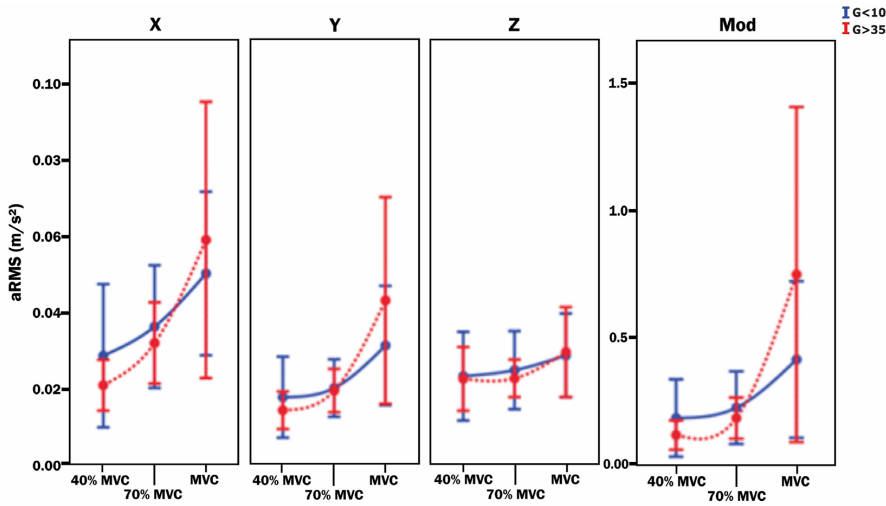 X Y Z Mod
G<10
G>35
aRMS (m/s²)
0.10
0.03
0.06
0.04
0.02
0.00
1.5
1.0
0.5
0.00
40% MVC 70% MVC MVC
40% MVC 70% MVC MVC
40% MVC 70% MVC MVC
40% MVC 70% MVC MVC